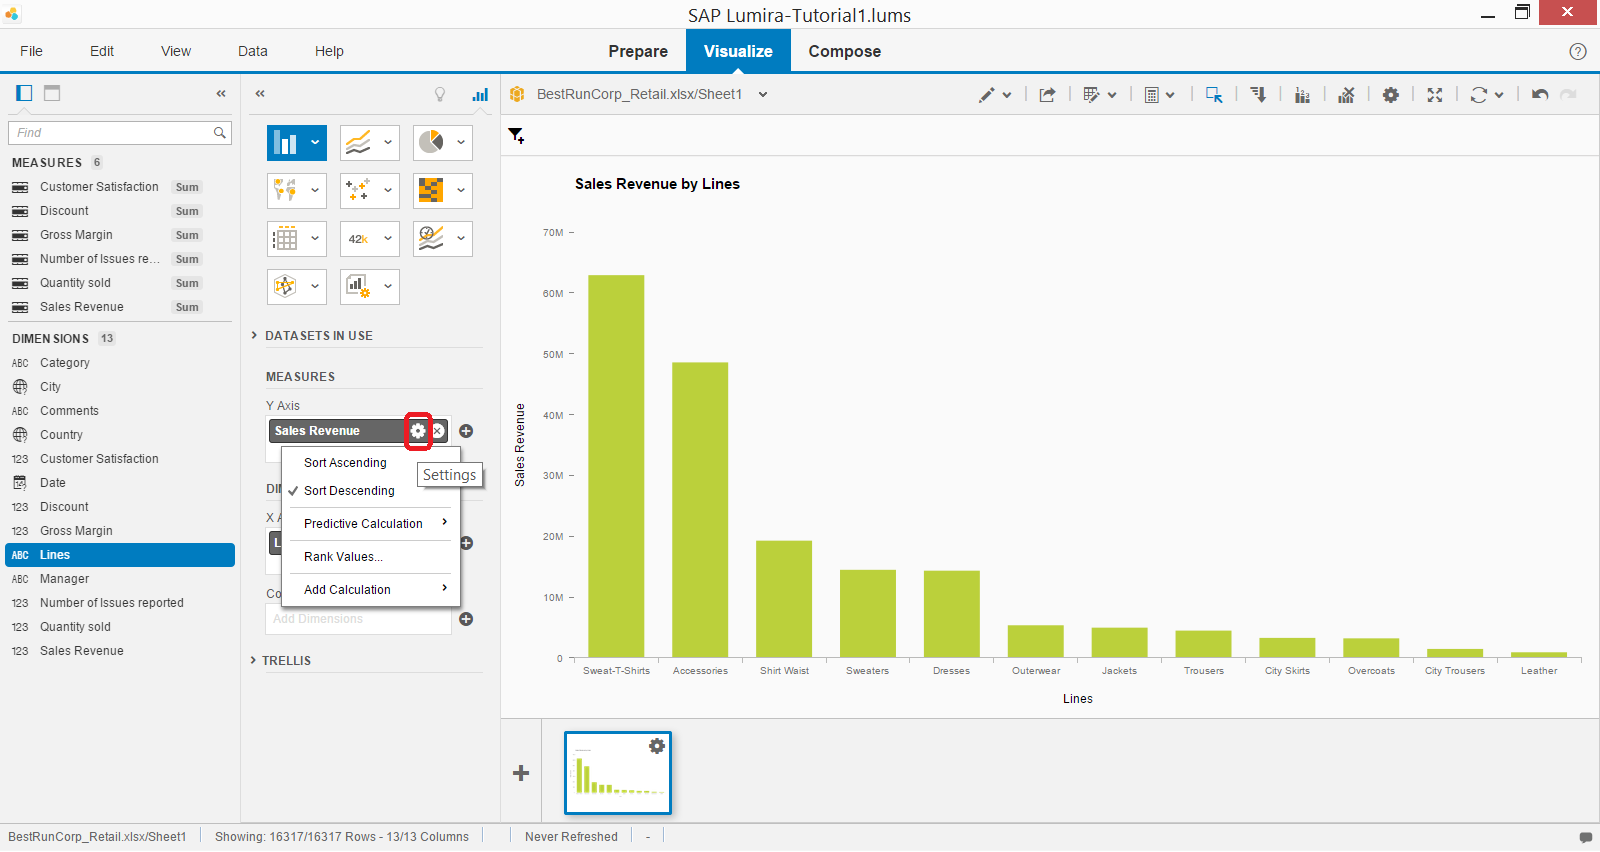 SAP Lumira-Tutorial1.lums
File Edit View Data Help Prepare Visualize Compose
BestRunCorp_Retail.xlsx/Sheet1
Find
MEASURES 6
Customer Satisfaction Sum
Discount Sum
Gross Margin Sum
Number of Issues re... Sum
Quantity sold Sum
Sales Revenue Sum
DIMENSIONS 13
ABC Category
City
ABC Comments
Country
123 Customer Satisfaction
Date
123 Discount
123 Gross Margin
ABC Lines
ABC Manager
123 Number of Issues reported
123 Quantity sold
123 Sales Revenue
42k
DATASETS IN USE
MEASURES
Y Axis
Sales Revenue
Sort Ascending
Settings
Sort Descending
Predictive Calculation
Rank Values...
Add Calculation
Add Dimensions
TRELLIS
Sales Revenue by Lines
70M
60M
50M
40M
30M
20M
10M
0
Sales Revenue
Sweat-T-Shirts Accessories Shirt Waist Sweaters Dresses Outerwear Jackets Trousers City Skirts Overcoats City Trousers Leather
Lines
BestRunCorp_Retail.xlsx/Sheet1 Showing: 16317/16317 Rows - 13/13 Columns Never Refreshed -